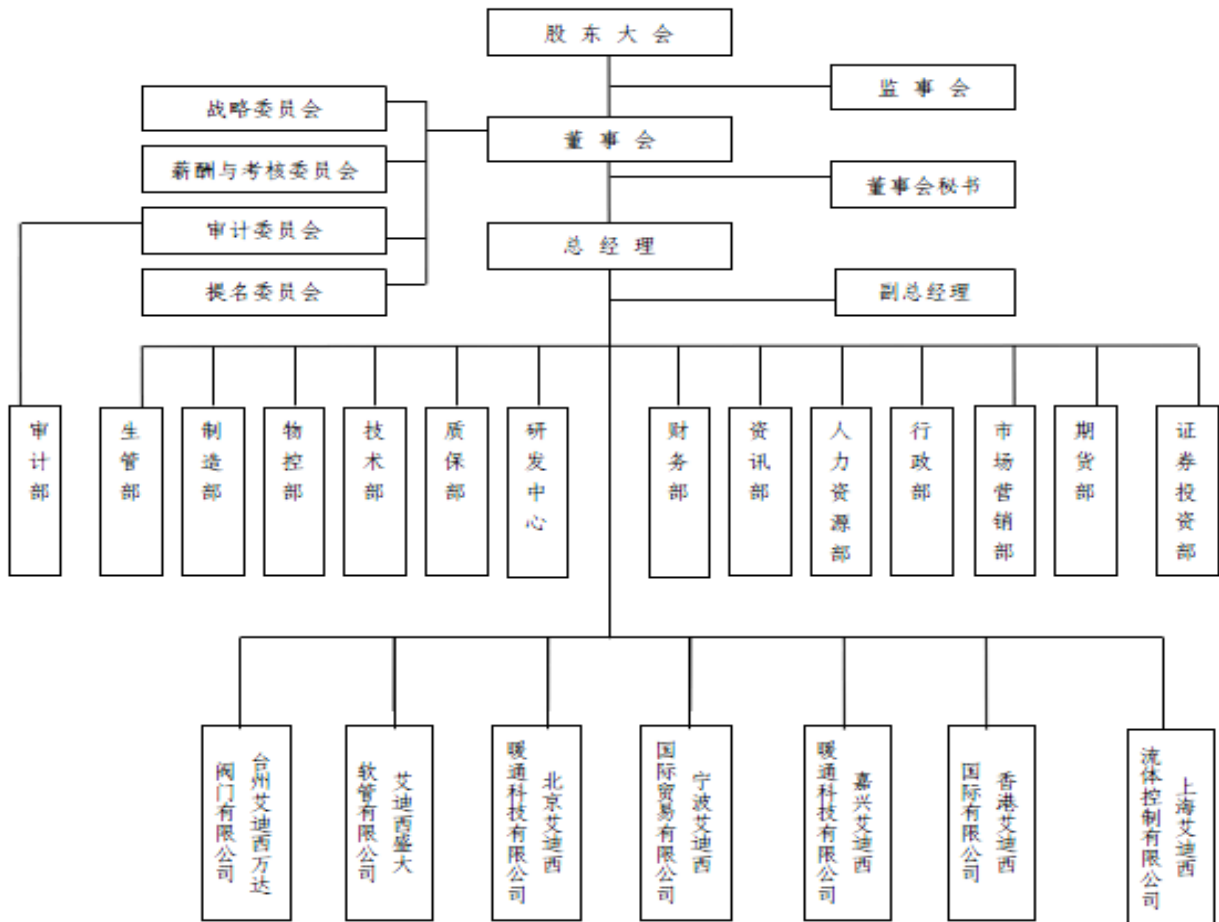 股东大会
监事会
战略委员会
董事会
薪酬与考核委员会
董事会秘书
审计委员会
总经理
提名委员会
副总经理
审计部
生管部
制造部
物控部
技术部
质保部
研发中心
财务部
资讯部
人力资源部
行政部
市场营销部
期货部
证券投资部
台州艾迪西万达
阀门有限公司
艾迪西盛大
软管有限公司
北京艾迪西
暖通科技有限公司
宁波艾迪西
国际贸易有限公司
嘉兴艾迪西
暖通科技有限公司
香港艾迪西
国际有限公司
上海艾迪西
流体控制有限公司